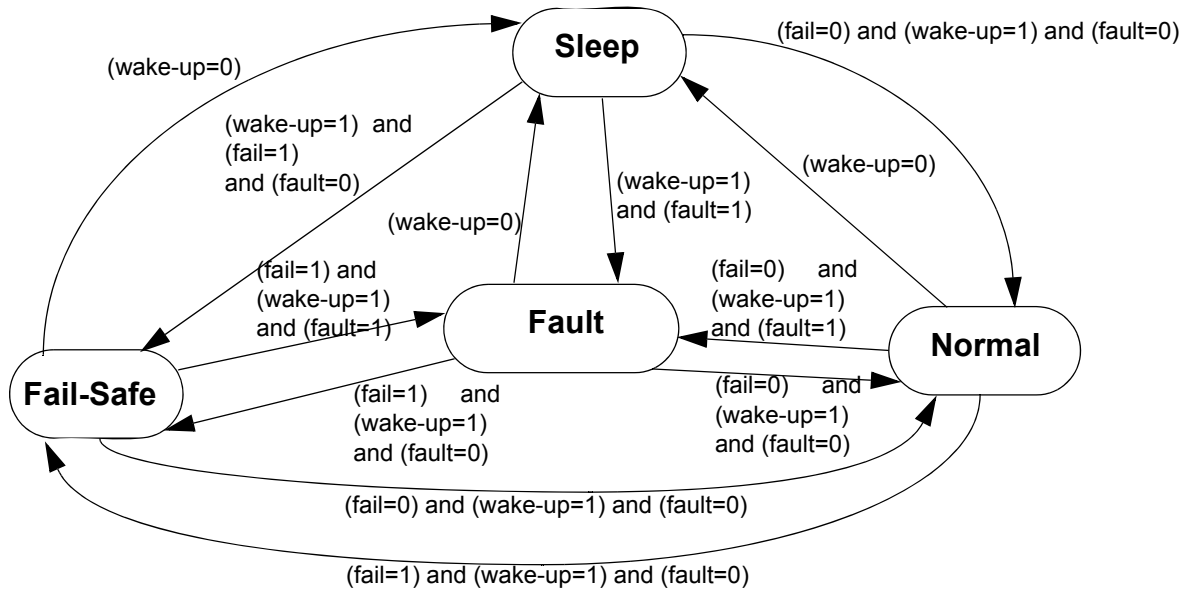 Sleep
(fail=0) and (wake-up=1) and (fault=0)
(wake-up=0)
(wake-up=1) and
(fail=1)
and (fault=0)
(wake-up=0)
(wake-up=1)
and (fault=1)
(wake-up=0)
(fail=1) and
(wake-up=1)
and (fault=1)
Fault
(fail=0) and
(wake-up=1)
and (fault=1)
Normal
Fail-Safe
(fail=1) and
(wake-up=1)
and (fault=0)
(fail=0) and
(wake-up=1)
and (fault=0)
(fail=0) and (wake-up=1) and (fault=0)
(fail=1) and (wake-up=1) and (fault=0)